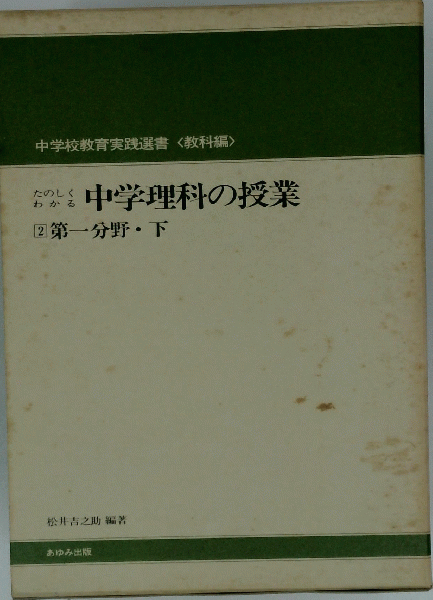 中学校教育実践選書〈教科編〉
たのしく
わかる
中学理科の授業
2 第一分野・下
松井吉之助 編著
あゆみ出版